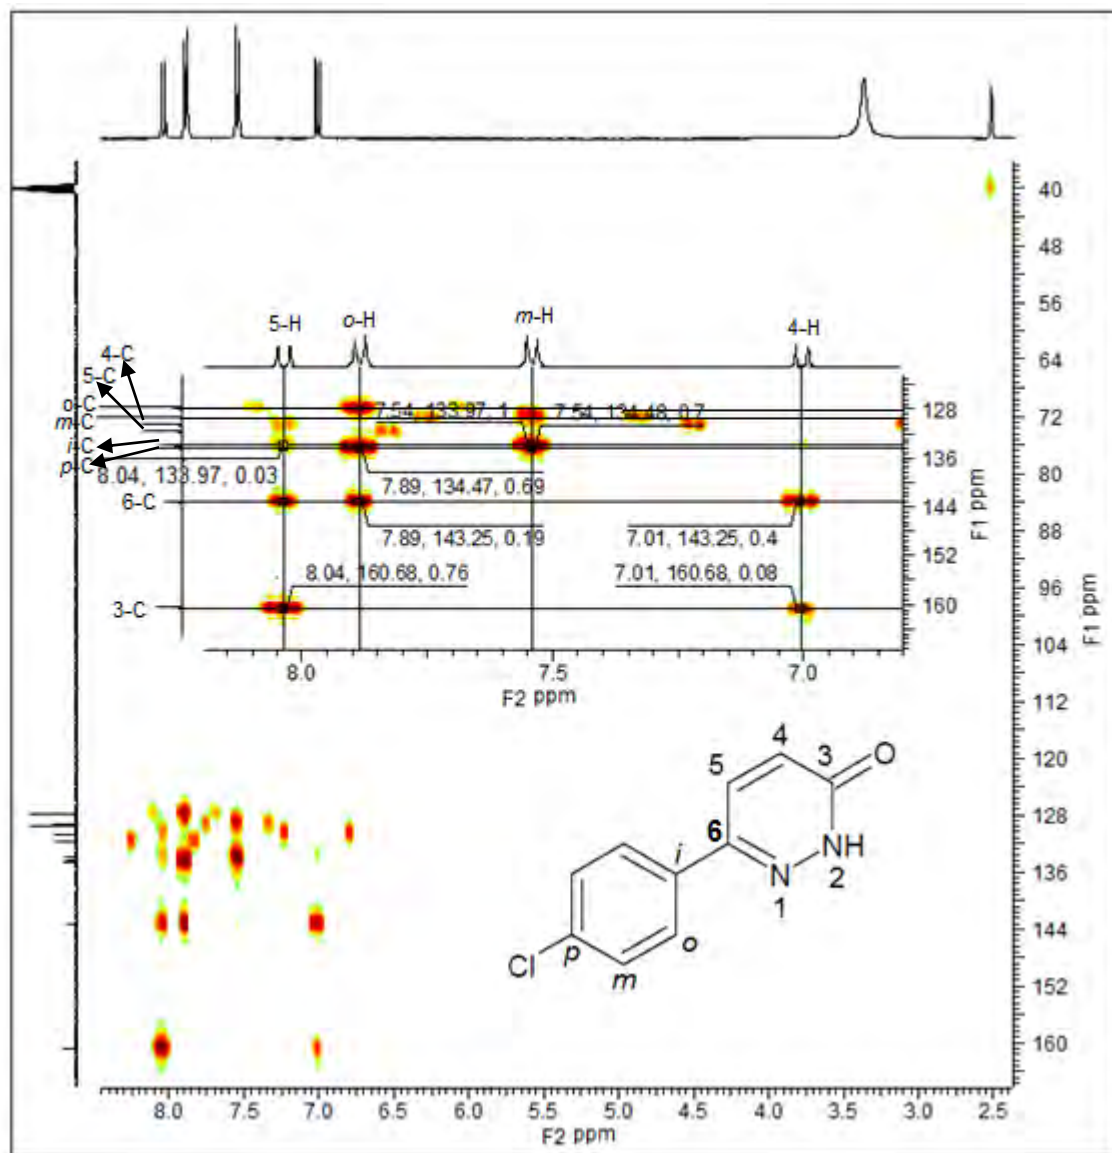 40
48
56
64
72
80
88
96
104
112
120
128
136
144
152
160
F1 ppm
5-H
o-H
m-H
4-H
4-C
5-C
o-C
m-C
i-C
p-C
6-C
3-C
7.54, 133.97, 1
7.54, 134.48, 0.7
8.04, 133.97, 0.03
7.89, 134.47, 0.69
7.89, 143.25, 0.19
7.01, 143.25, 0.4
8.04, 160.68, 0.76
7.01, 160.68, 0.08
128
136
144
152
160
F1 ppm
8.0
7.5
7.0
F2 ppm
4
5
3
O
6
i
N
NH
2
1
Cl
p
o
m
8.0
7.5
7.0
6.5
6.0
5.5
5.0
4.5
4.0
3.5
3.0
2.5
F2 ppm